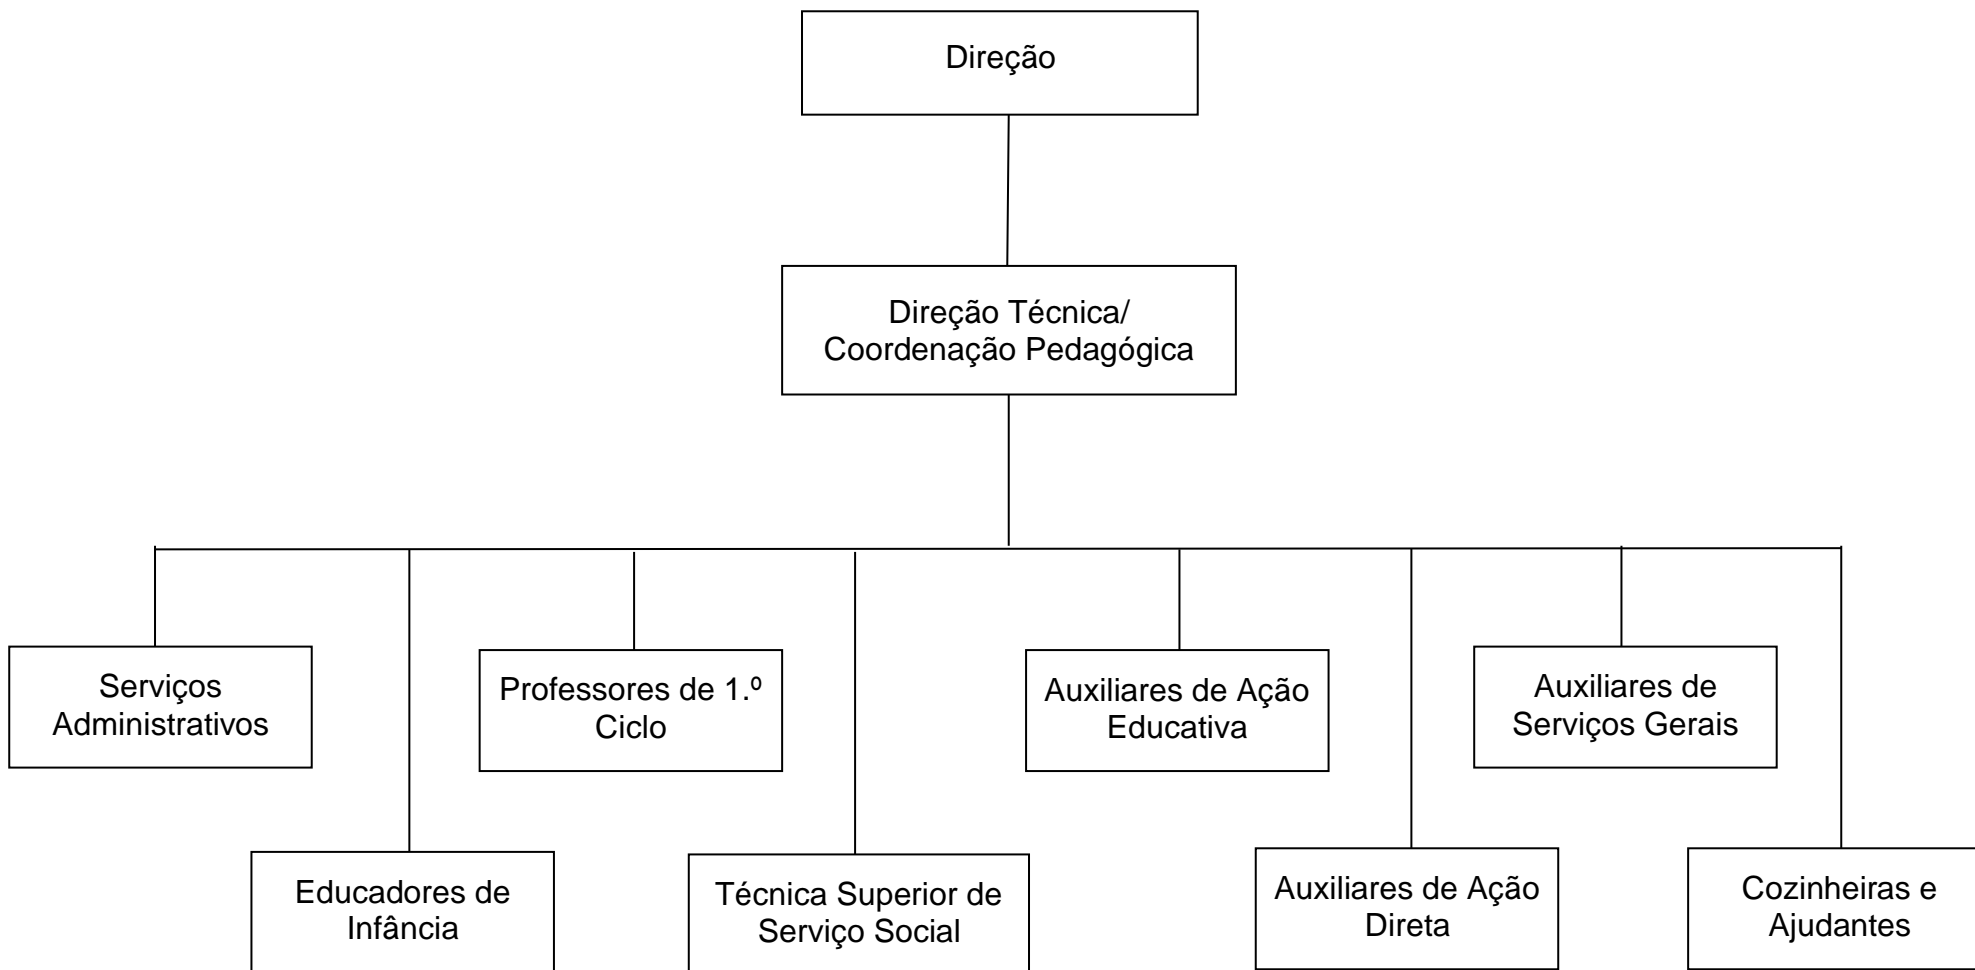 Direção
Direção Técnica/
Coordenação Pedagógica
Serviços
Administrativos
Professores de 1.º
Ciclo
Auxiliares de Ação
Educativa
Auxiliares de
Serviços Gerais
Educadores de
Infância
Técnica Superior de
Serviço Social
Auxiliares de Ação
Direta
Cozinheiras e
Ajudantes